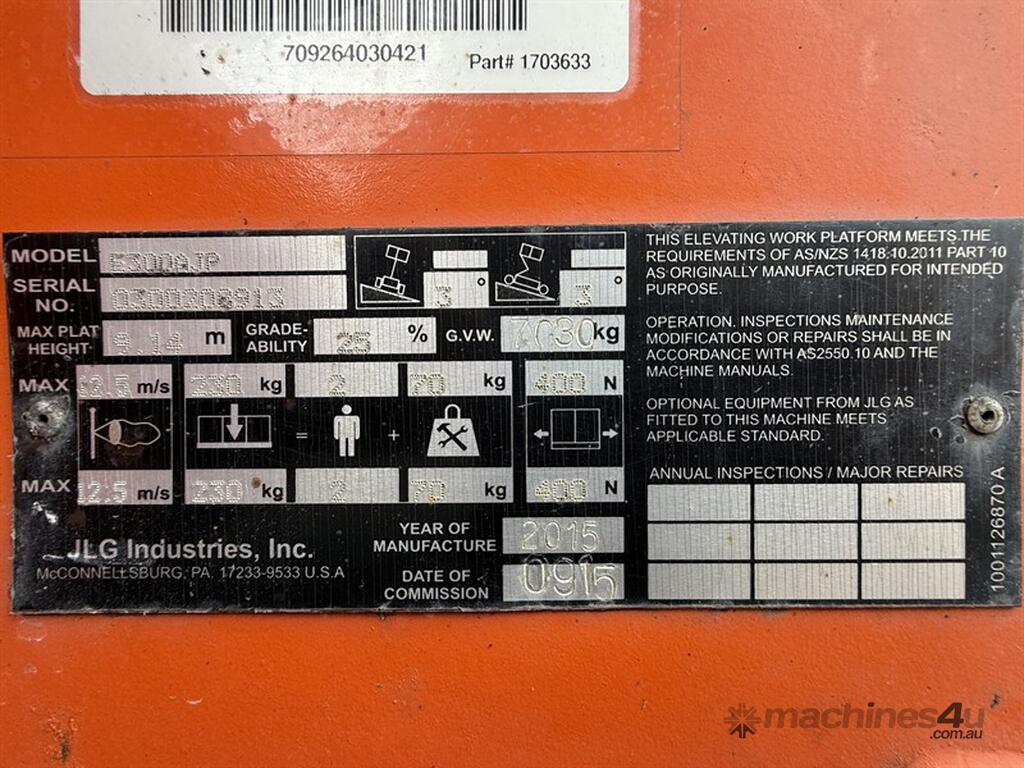 709264030421 Part# 1703633
MODEL E300AJP
SERIAL NO. 0300206913
3° 3°
MAX PLAT HEIGHT 9.14 m GRADE-ABILITY 25 % G.V.W. 7030 kg
MAX 12.5 m/s 230 kg 2 70 kg 400 N
= +
MAX 12.5 m/s 230 kg 2 70 kg 400 N
JLG Industries, Inc.
McCONNELLSBURG, PA. 17233-9533 U.S.A
YEAR OF MANUFACTURE 2015
DATE OF COMMISSION 0915
THIS ELEVATING WORK PLATFORM MEETS THE
REQUIREMENTS OF AS/NZS 1418:10.2011 PART 10
AS ORIGINALLY MANUFACTURED FOR INTENDED
PURPOSE.
OPERATION. INSPECTIONS MAINTENANCE
MODIFICATIONS OR REPAIRS SHALL BE
IN ACCORDANCE WITH AS2550.10 AND THE
MACHINE MANUALS.
OPTIONAL EQUIPMENT FROM JLG AS
FITTED TO THIS MACHINE MEETS
APPLICABLE STANDARD.
ANNUAL INSPECTIONS / MAJOR REPAIRS
1001126870 A
machines4u
.com.au